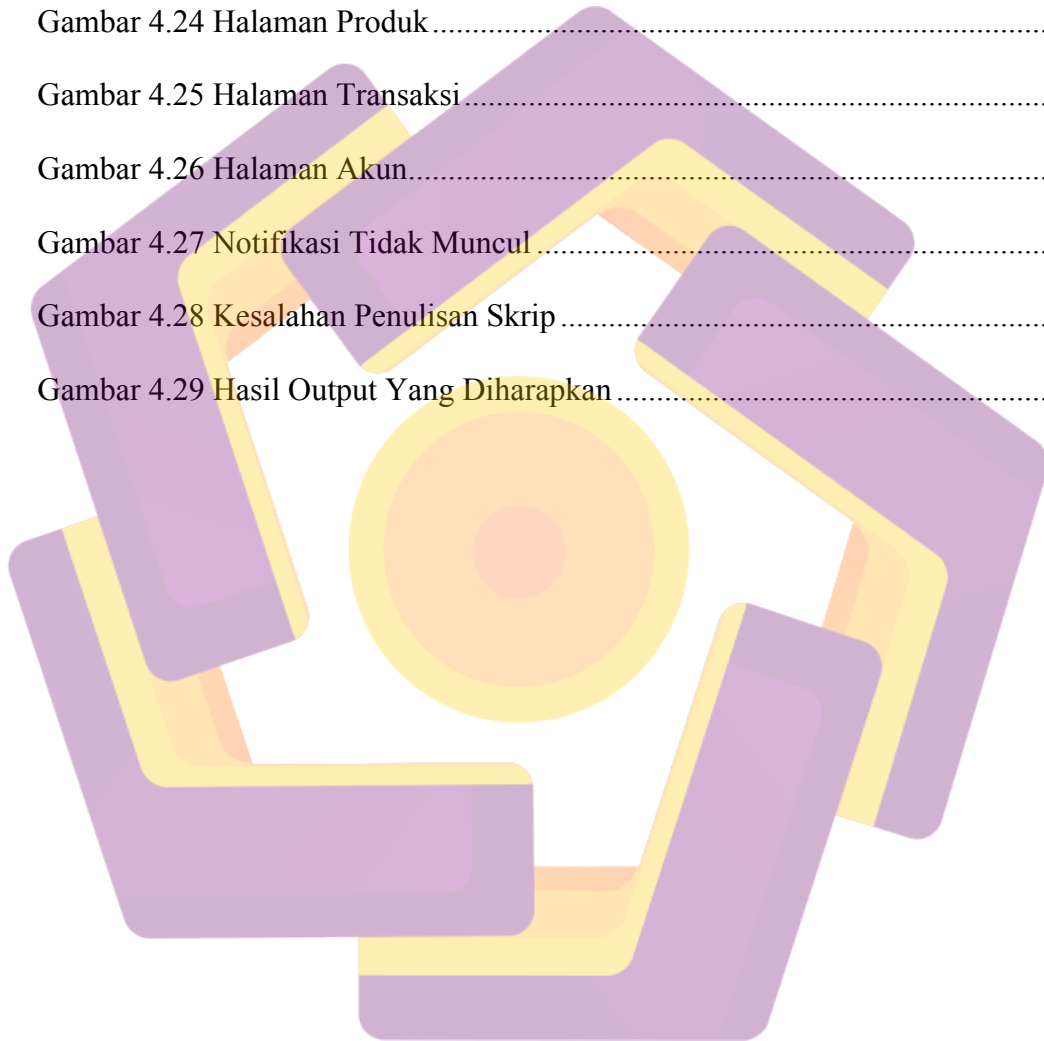 Gambar 4.24 Halaman Produk................................................................................
Gambar 4.25 Halaman Transaksi............................................................................
Gambar 4.26 Halaman Akun...................................................................................
Gambar 4.27 Notifikasi Tidak Muncul..................................................................
Gambar 4.28 Kesalahan Penulisan Skrip...............................................................
Gambar 4.29 Hasil Output Yang Diharapkan........................................................